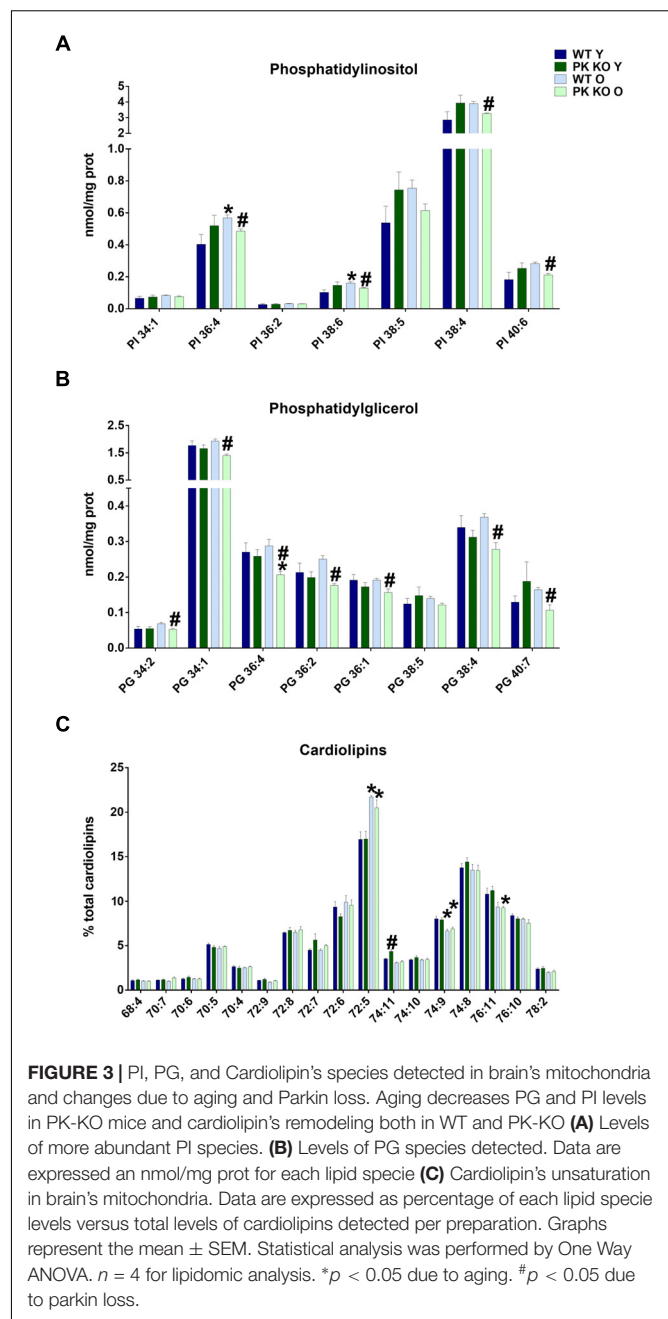 A
Phosphatidylinositol
WT Y
PK KO Y
WT O
PK KO O
nmol/mg prot
5
4
3
2
1.0
0.8
0.6
0.4
0.2
0.0
* # * # # #
PI 34:1 PI 36:4 PI 36:2 PI 38:6 PI 38:5 PI 38:4 PI 40:6
B
Phosphatidylglicerol
nmol/mg prot
2.5
1.5
0.5
0.4
0.3
0.2
0.1
0.0
# # # * # # # #
PG 34:2 PG 34:1 PG 36:4 PG 36:2 PG 36:1 PG 38:5 PG 38:4 PG 40:7
C
Cardiolipins
% total cardiolipins
25
20
15
10
5
0
* * # * * *
68:4 70:7 70:6 70:5 70:4 72:9 72:8 72:7 72:6 72:5 74:11 74:10 74:9 74:8 76:11 76:10 78:2
FIGURE 3 | PI, PG, and Cardiolipin's species detected in brain's mitochondria
and changes due to aging and Parkin loss. Aging decreases PG and PI levels
in PK-KO mice and cardiolipin's remodeling both in WT and PK-KO (A) Levels
of more abundant PI species. (B) Levels of PG species detected. Data are
expressed an nmol/mg prot for each lipid specie (C) Cardiolipin's unsaturation
in brain's mitochondria. Data are expressed as percentage of each lipid specie
levels versus total levels of cardiolipins detected per preparation. Graphs
represent the mean ± SEM. Statistical analysis was performed by One Way
ANOVA. n = 4 for lipidomic analysis. *p < 0.05 due to aging. #p < 0.05 due
to parkin loss.